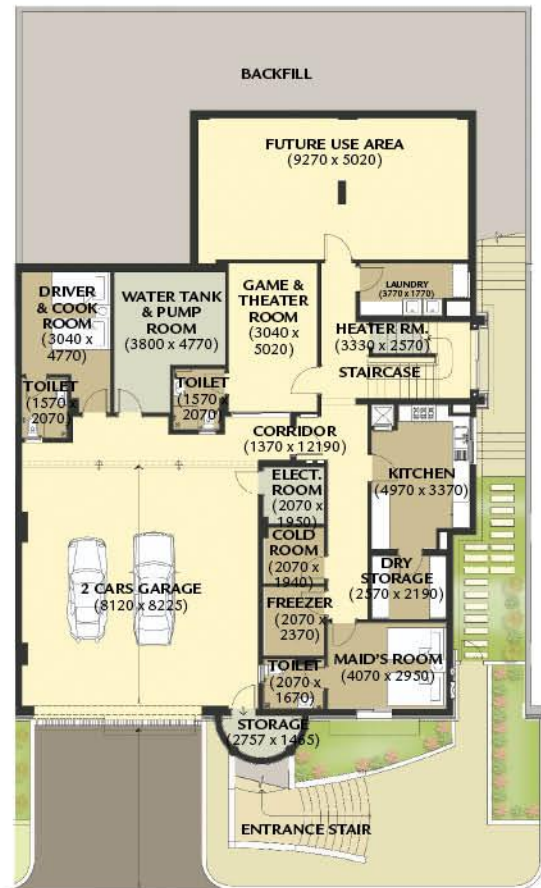 BACKFILL
FUTURE USE AREA
(9270 x 5020)
DRIVER
& COOK
ROOM
(3040 x
4770)
WATER TANK
& PUMP
ROOM
(3800 x 4770)
GAME &
THEATER
ROOM
(3040 x
5020)
LAUNDRY
(3770 x 1770)
HEATER RM.
(3330 x 2570)
STAIRCASE
TOILET
(1570 x
2070)
TOILET
(1570 x
2070)
CORRIDOR
(1370 x 12190)
KITCHEN
(4970 x 3370)
ELECT.
ROOM
(2070 x
1950)
COLD
ROOM
(2070 x
1940)
DRY
STORAGE
(2570 x 2190)
2 CARS GARAGE
(8120 x 8225)
FREEZER
(2070 x
2370)
TOILET
(2070 x
1670)
MAID'S ROOM
(4070 x 2950)
STORAGE
(2757 x 1465)
ENTRANCE STAIR